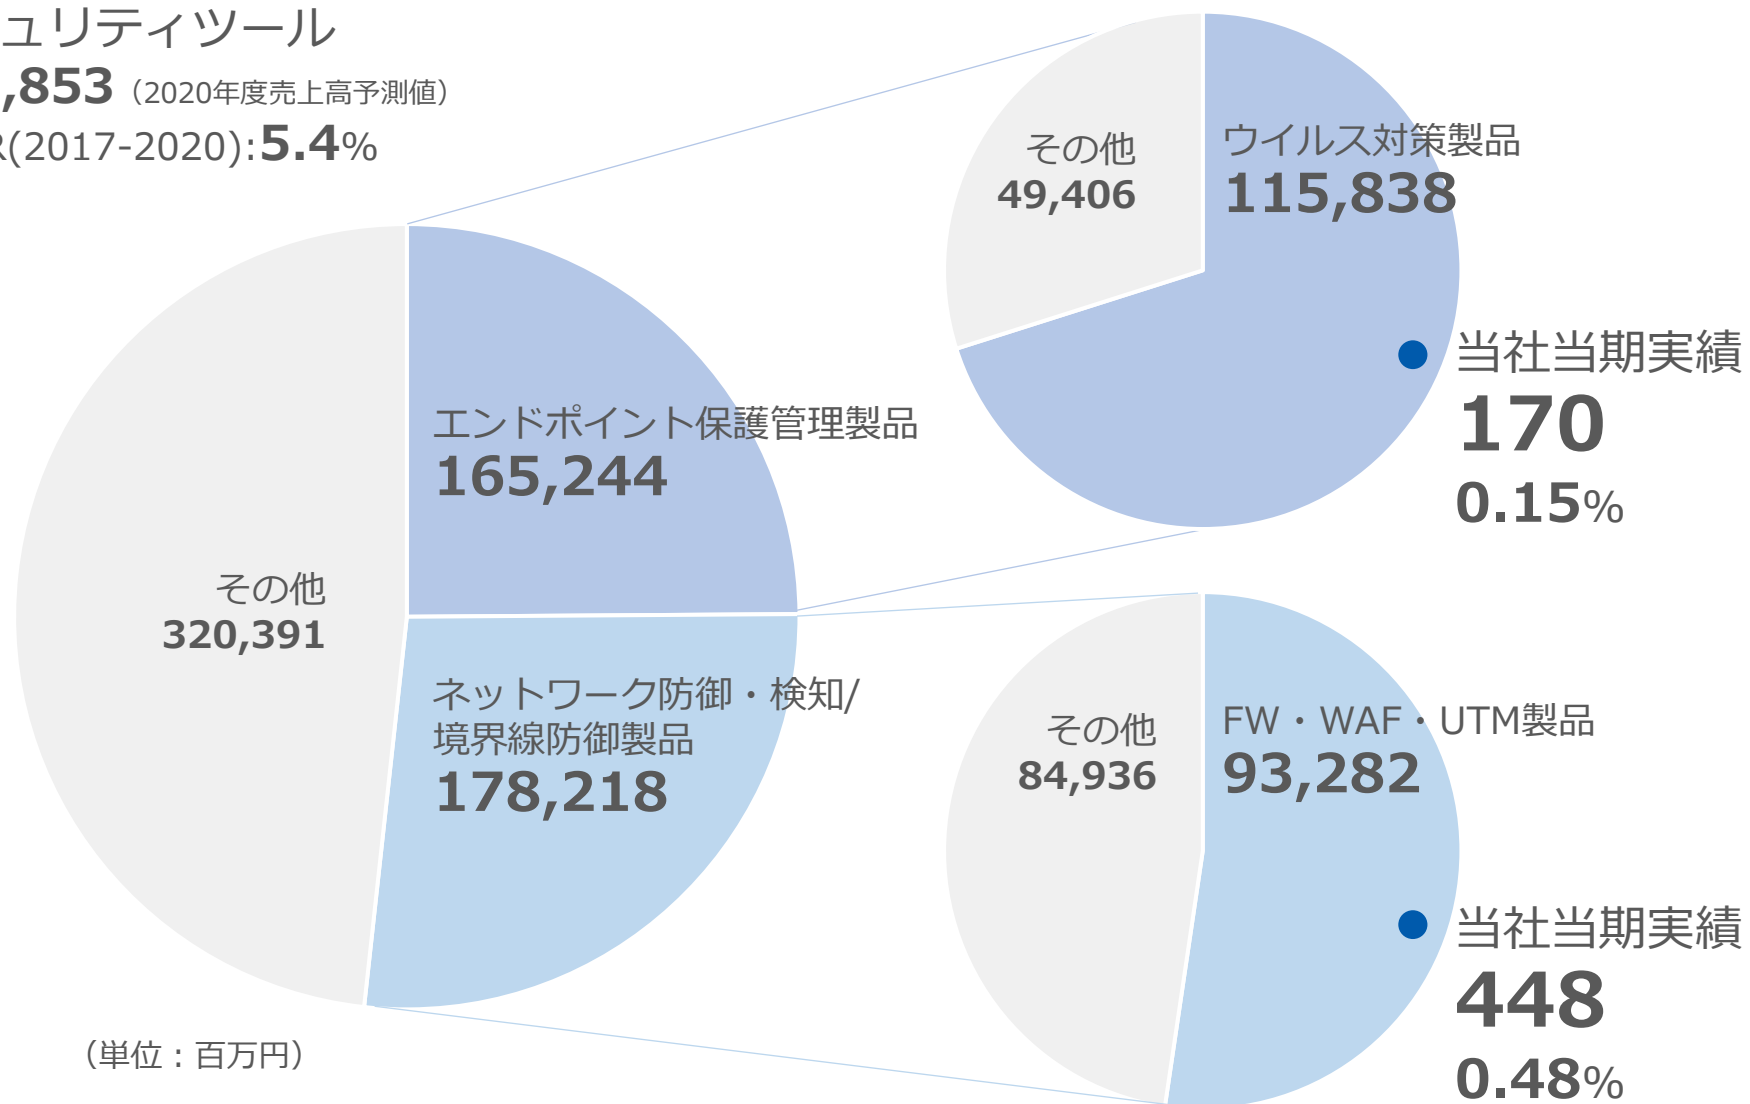 ュリティツール
,853（2020年度売上高予測値）
R(2017-2020):5.4%
その他
49,406
ウイルス対策製品
115,838
当社当期実績
170
0.15%
エンドポイント保護管理製品
165,244
その他
320,391
ネットワーク防御・検知/
境界線防御製品
178,218
その他
84,936
FW・WAF・UTM製品
93,282
当社当期実績
448
0.48%
（単位：百万円）